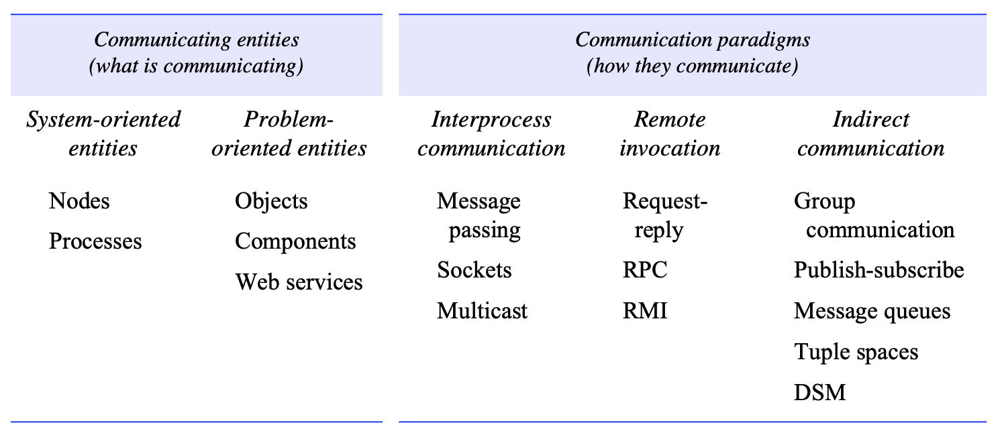 Communicating entities
(what is communicating)
System-oriented
entities
Problem-
oriented entities
Nodes
Processes
Objects
Components
Web services
Communication paradigms
(how they communicate)
Interprocess
communication
Remote
invocation
Indirect
communication
Message
passing
Sockets
Multicast
Request-
reply
RPC
RMI
Group
communication
Publish-subscribe
Message queues
Tuple spaces
DSM